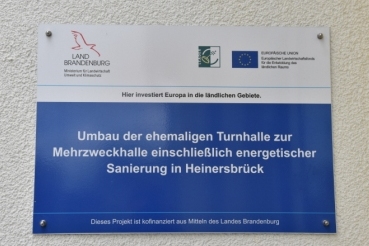 LAND
BRANDENBURG
Ministerium für Landwirtschaft
Umwelt und Klimaschutz
EUROPÄISCHE UNION
Europäischer Landwirtschaftsfonds
für die Entwicklung des
ländlichen Raums
Hier investiert Europa in die ländlichen Gebiete.
Umbau der ehemaligen Turnhalle zur
Mehrzweckhalle einschließlich energetischer
Sanierung in Heinersbrück
Dieses Projekt ist kofinanziert aus Mitteln des Landes Brandenburg